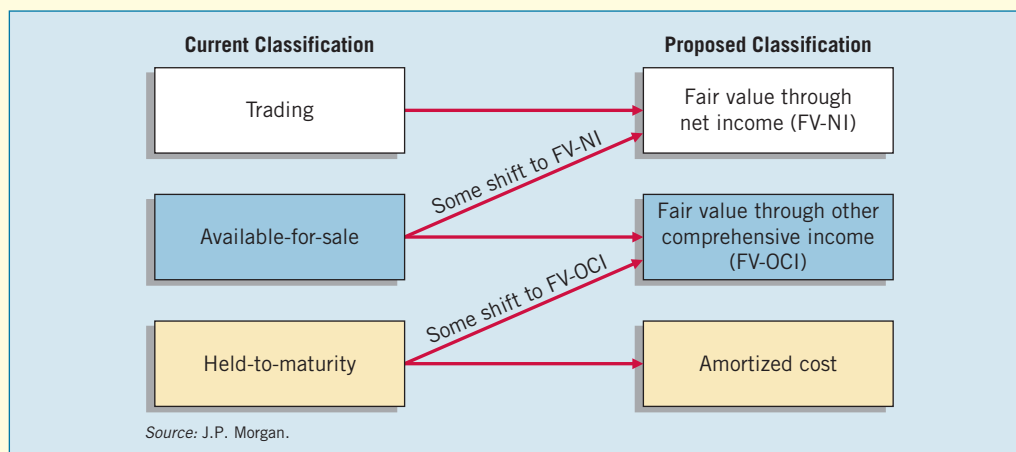 Current Classification
Proposed Classification
Trading
Fair value through
net income (FV-NI)
Some shift to FV-NI
Available-for-sale
Fair value through other
comprehensive income
(FV-OCI)
Some shift to FV-OCI
Held-to-maturity
Amortized cost
Source: J.P. Morgan.